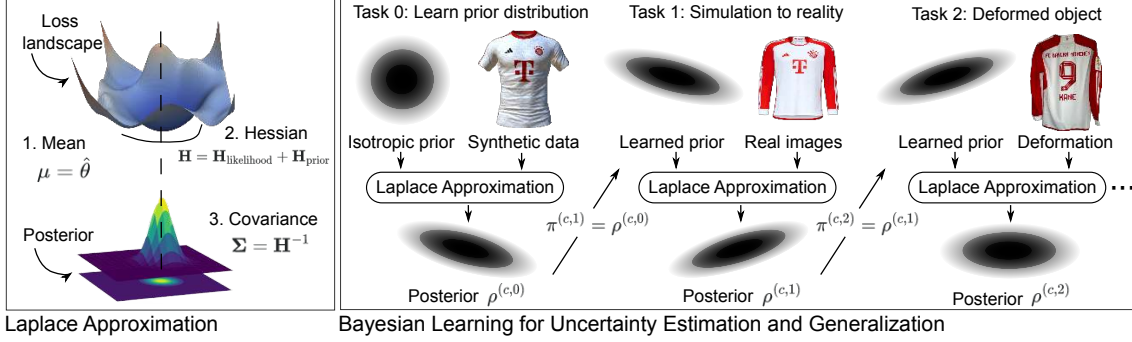 Loss
landscape
1. Mean
μ = θ̂
2. Hessian
H = H_likelihood + H_prior
3. Covariance
Σ = H⁻¹
Posterior
Laplace Approximation
Task 0: Learn prior distribution
T
Isotropic prior
Synthetic data
Laplace Approximation
Posterior ρ^(c,0)
π^(c,1) = ρ^(c,0)
Task 1: Simulation to reality
T
Learned prior
Real images
Laplace Approximation
Posterior ρ^(c,1)
π^(c,2) = ρ^(c,1)
Task 2: Deformed object
9
KANE
Learned prior
Deformation
Laplace Approximation
...
Posterior ρ^(c,2)
Bayesian Learning for Uncertainty Estimation and Generalization